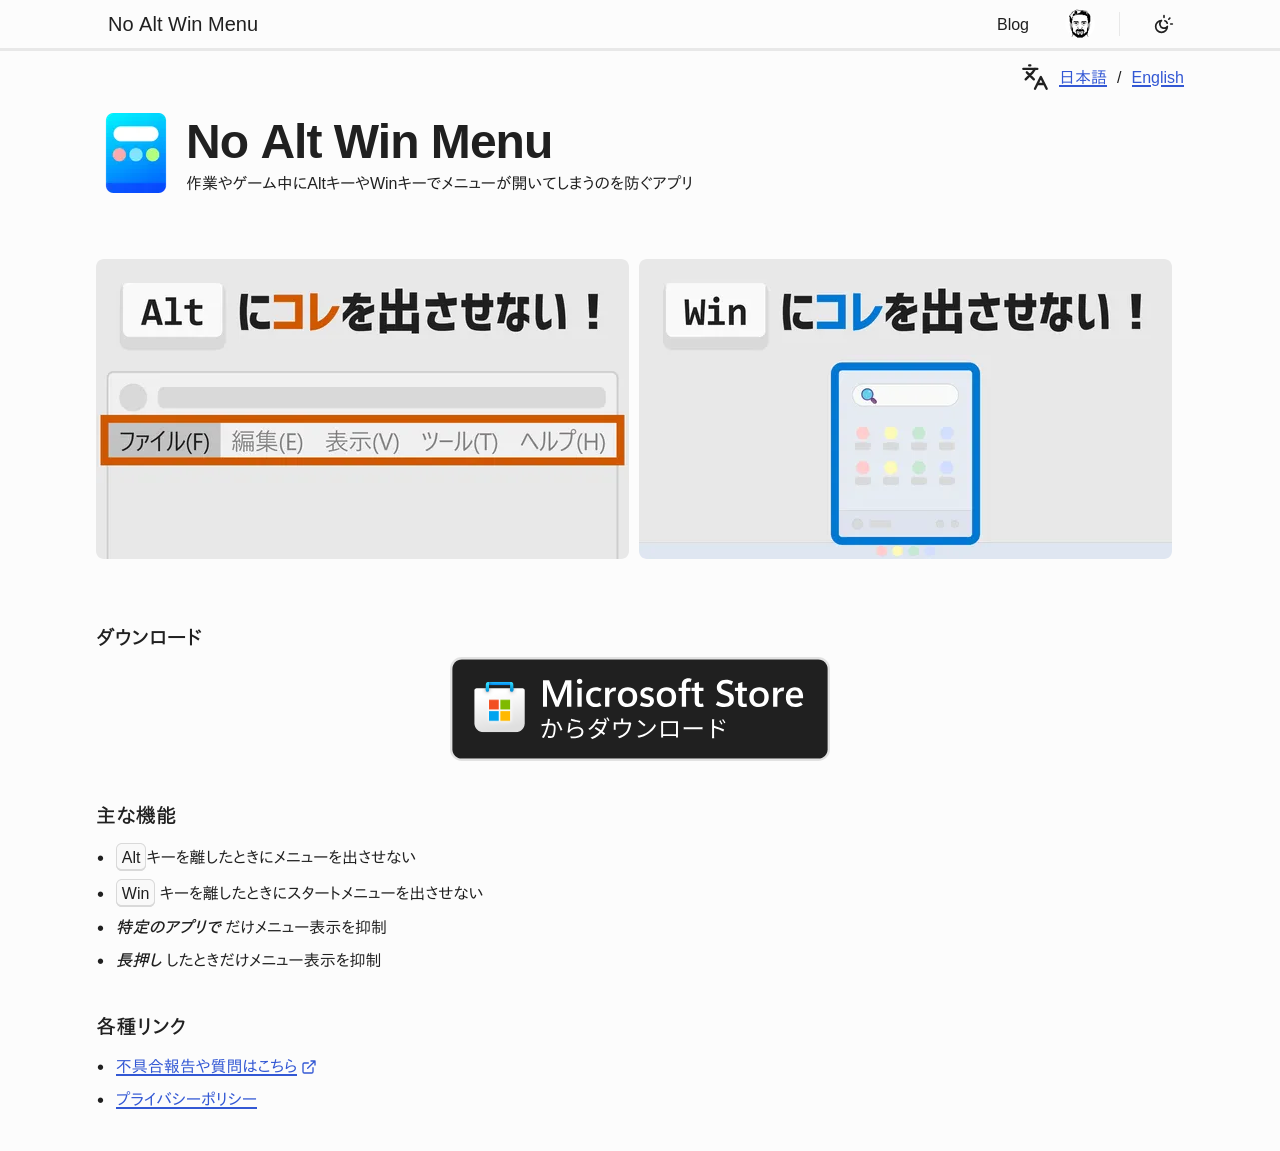 No Alt Win Menu
Blog
日本語 / English
No Alt Win Menu
作業やゲーム中にAltキーやWinキーでメニューが開いてしまうのを防ぐアプリ
Alt にコレを出させない！
ファイル(F) 編集(E) 表示(V) ツール(T) ヘルプ(H)
Win にコレを出させない！
ダウンロード
Microsoft Store
からダウンロード
主な機能
Alt キーを離したときにメニューを出させない
Win キーを離したときにスタートメニューを出させない
特定のアプリで だけメニュー表示を抑制
長押し したときだけメニュー表示を抑制
各種リンク
不具合報告や質問はこちら
プライバシーポリシー